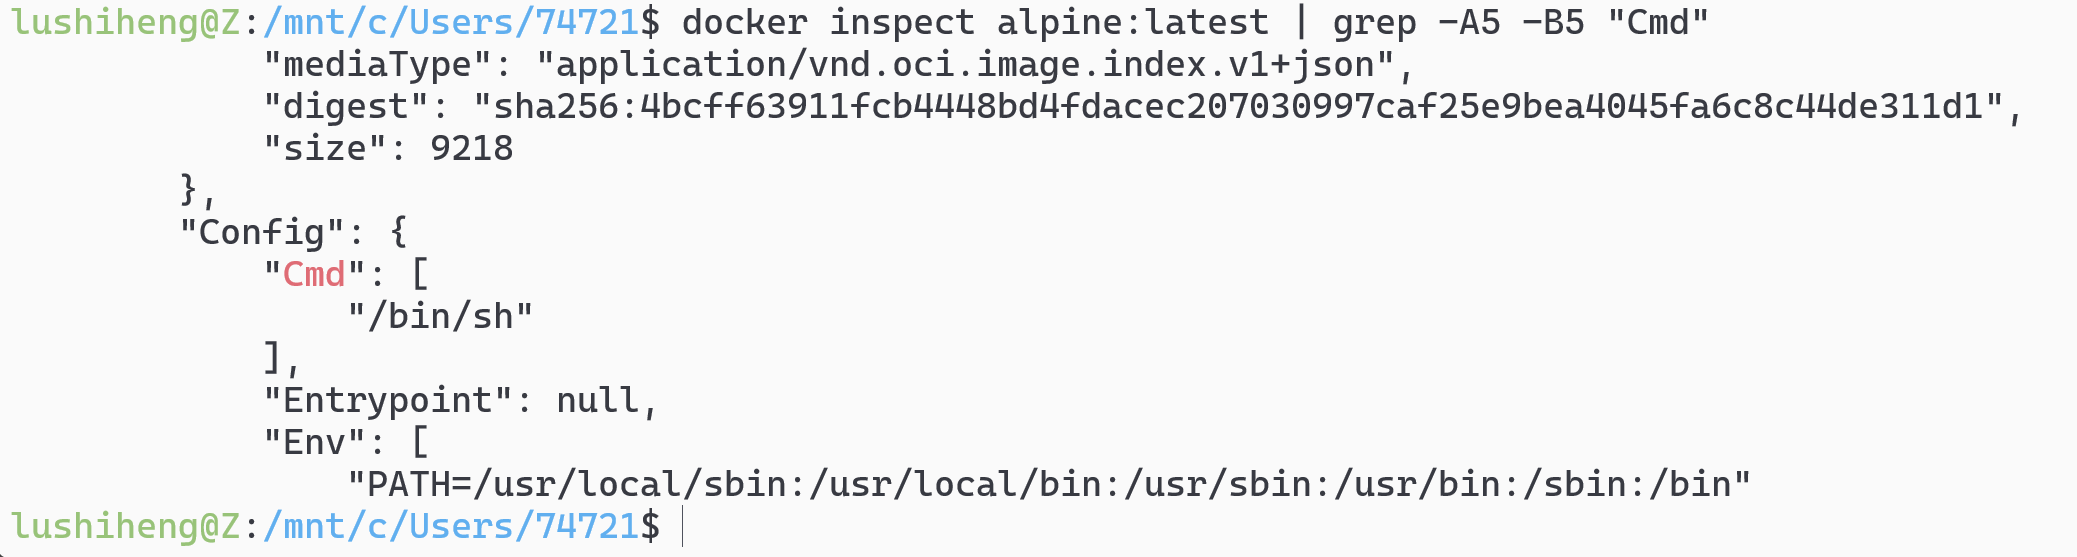 lushiheng@Z:/mnt/c/Users/74721$ docker inspect alpine:latest | grep -A5 -B5 "Cmd"
            "mediaType": "application/vnd.oci.image.index.v1+json",
            "digest": "sha256:4bcff63911fcb4448bd4fdacec207030997caf25e9bea4045fa6c8c44de311d1",
            "size": 9218
        },
        "Config": {
            "Cmd": [
                "/bin/sh"
            ],
            "Entrypoint": null,
            "Env": [
                "PATH=/usr/local/sbin:/usr/local/bin:/usr/sbin:/usr/bin:/sbin:/bin"
lushiheng@Z:/mnt/c/Users/74721$